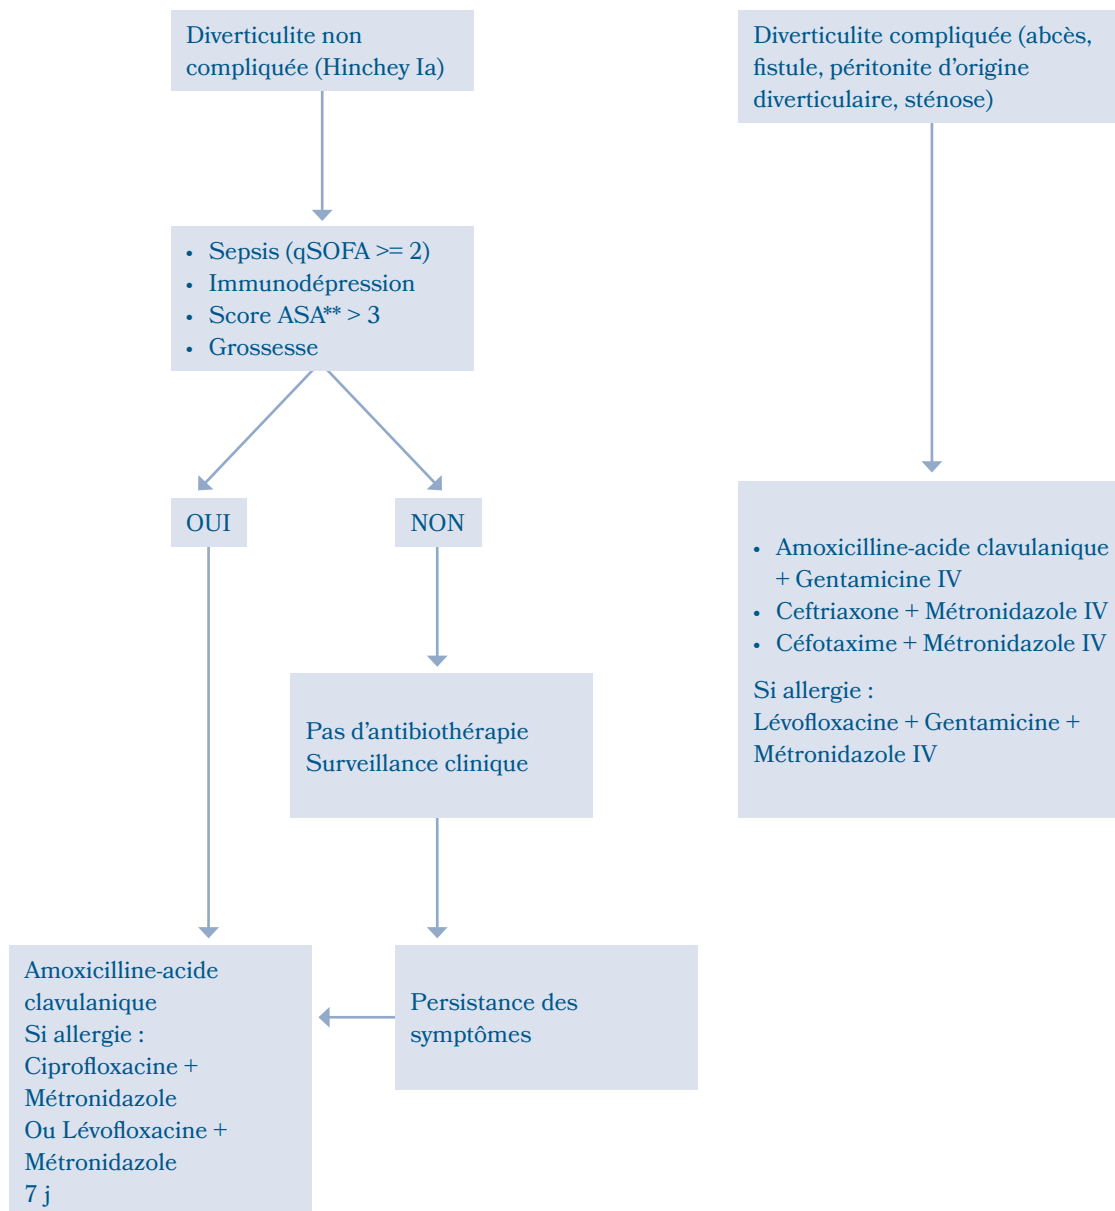 Diverticulite non
compliquée (Hinchey Ia)
Diverticulite compliquée (abcès,
fistule, péritonite d'origine
diverticulaire, sténose)
• Sepsis (qSOFA >= 2)
• Immunodépression
• Score ASA** > 3
• Grossesse
OUI
NON
• Amoxicilline-acide clavulanique
+ Gentamicine IV
• Ceftriaxone + Métronidazole IV
• Céfotaxime + Métronidazole IV
Si allergie :
Lévofloxacine + Gentamicine +
Métronidazole IV
Pas d'antibiothérapie
Surveillance clinique
Amoxicilline-acide
clavulanique
Si allergie :
Ciprofloxacine +
Métronidazole
Ou Lévofloxacine +
Métronidazole
7 j
Persistance des
symptômes